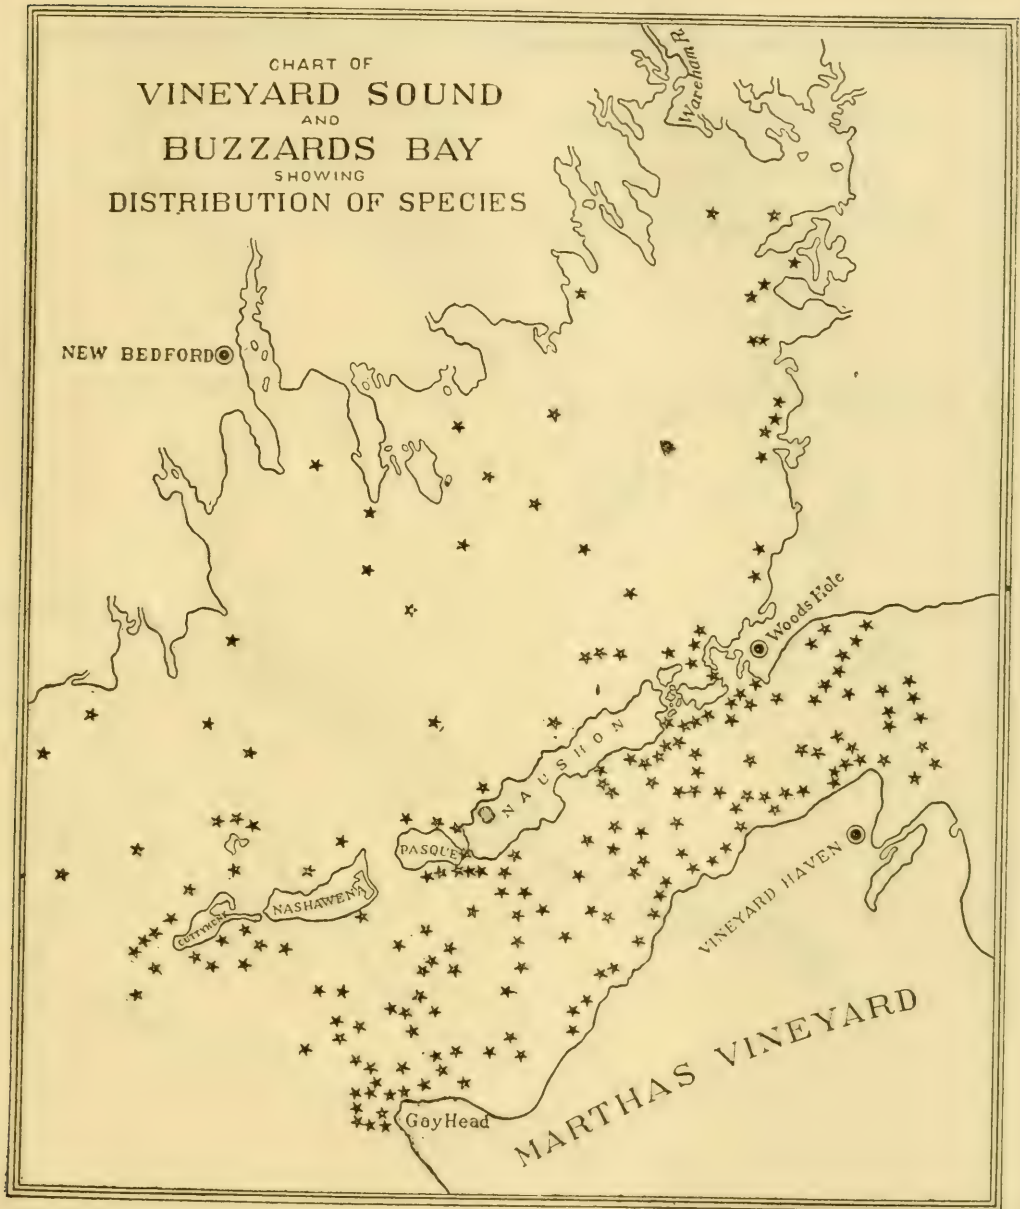 CHART OF
VINEYARD SOUND
AND
BUZZARDS BAY
SHOWING
DISTRIBUTION OF SPECIES
Wareham R.
NEW BEDFORD
Woods Hole
NAUSHON
PASQUE
NASHAWENA
CUTTYHUNK
VINEYARD HAVEN
MARTHAS VINEYARD
Gay Head